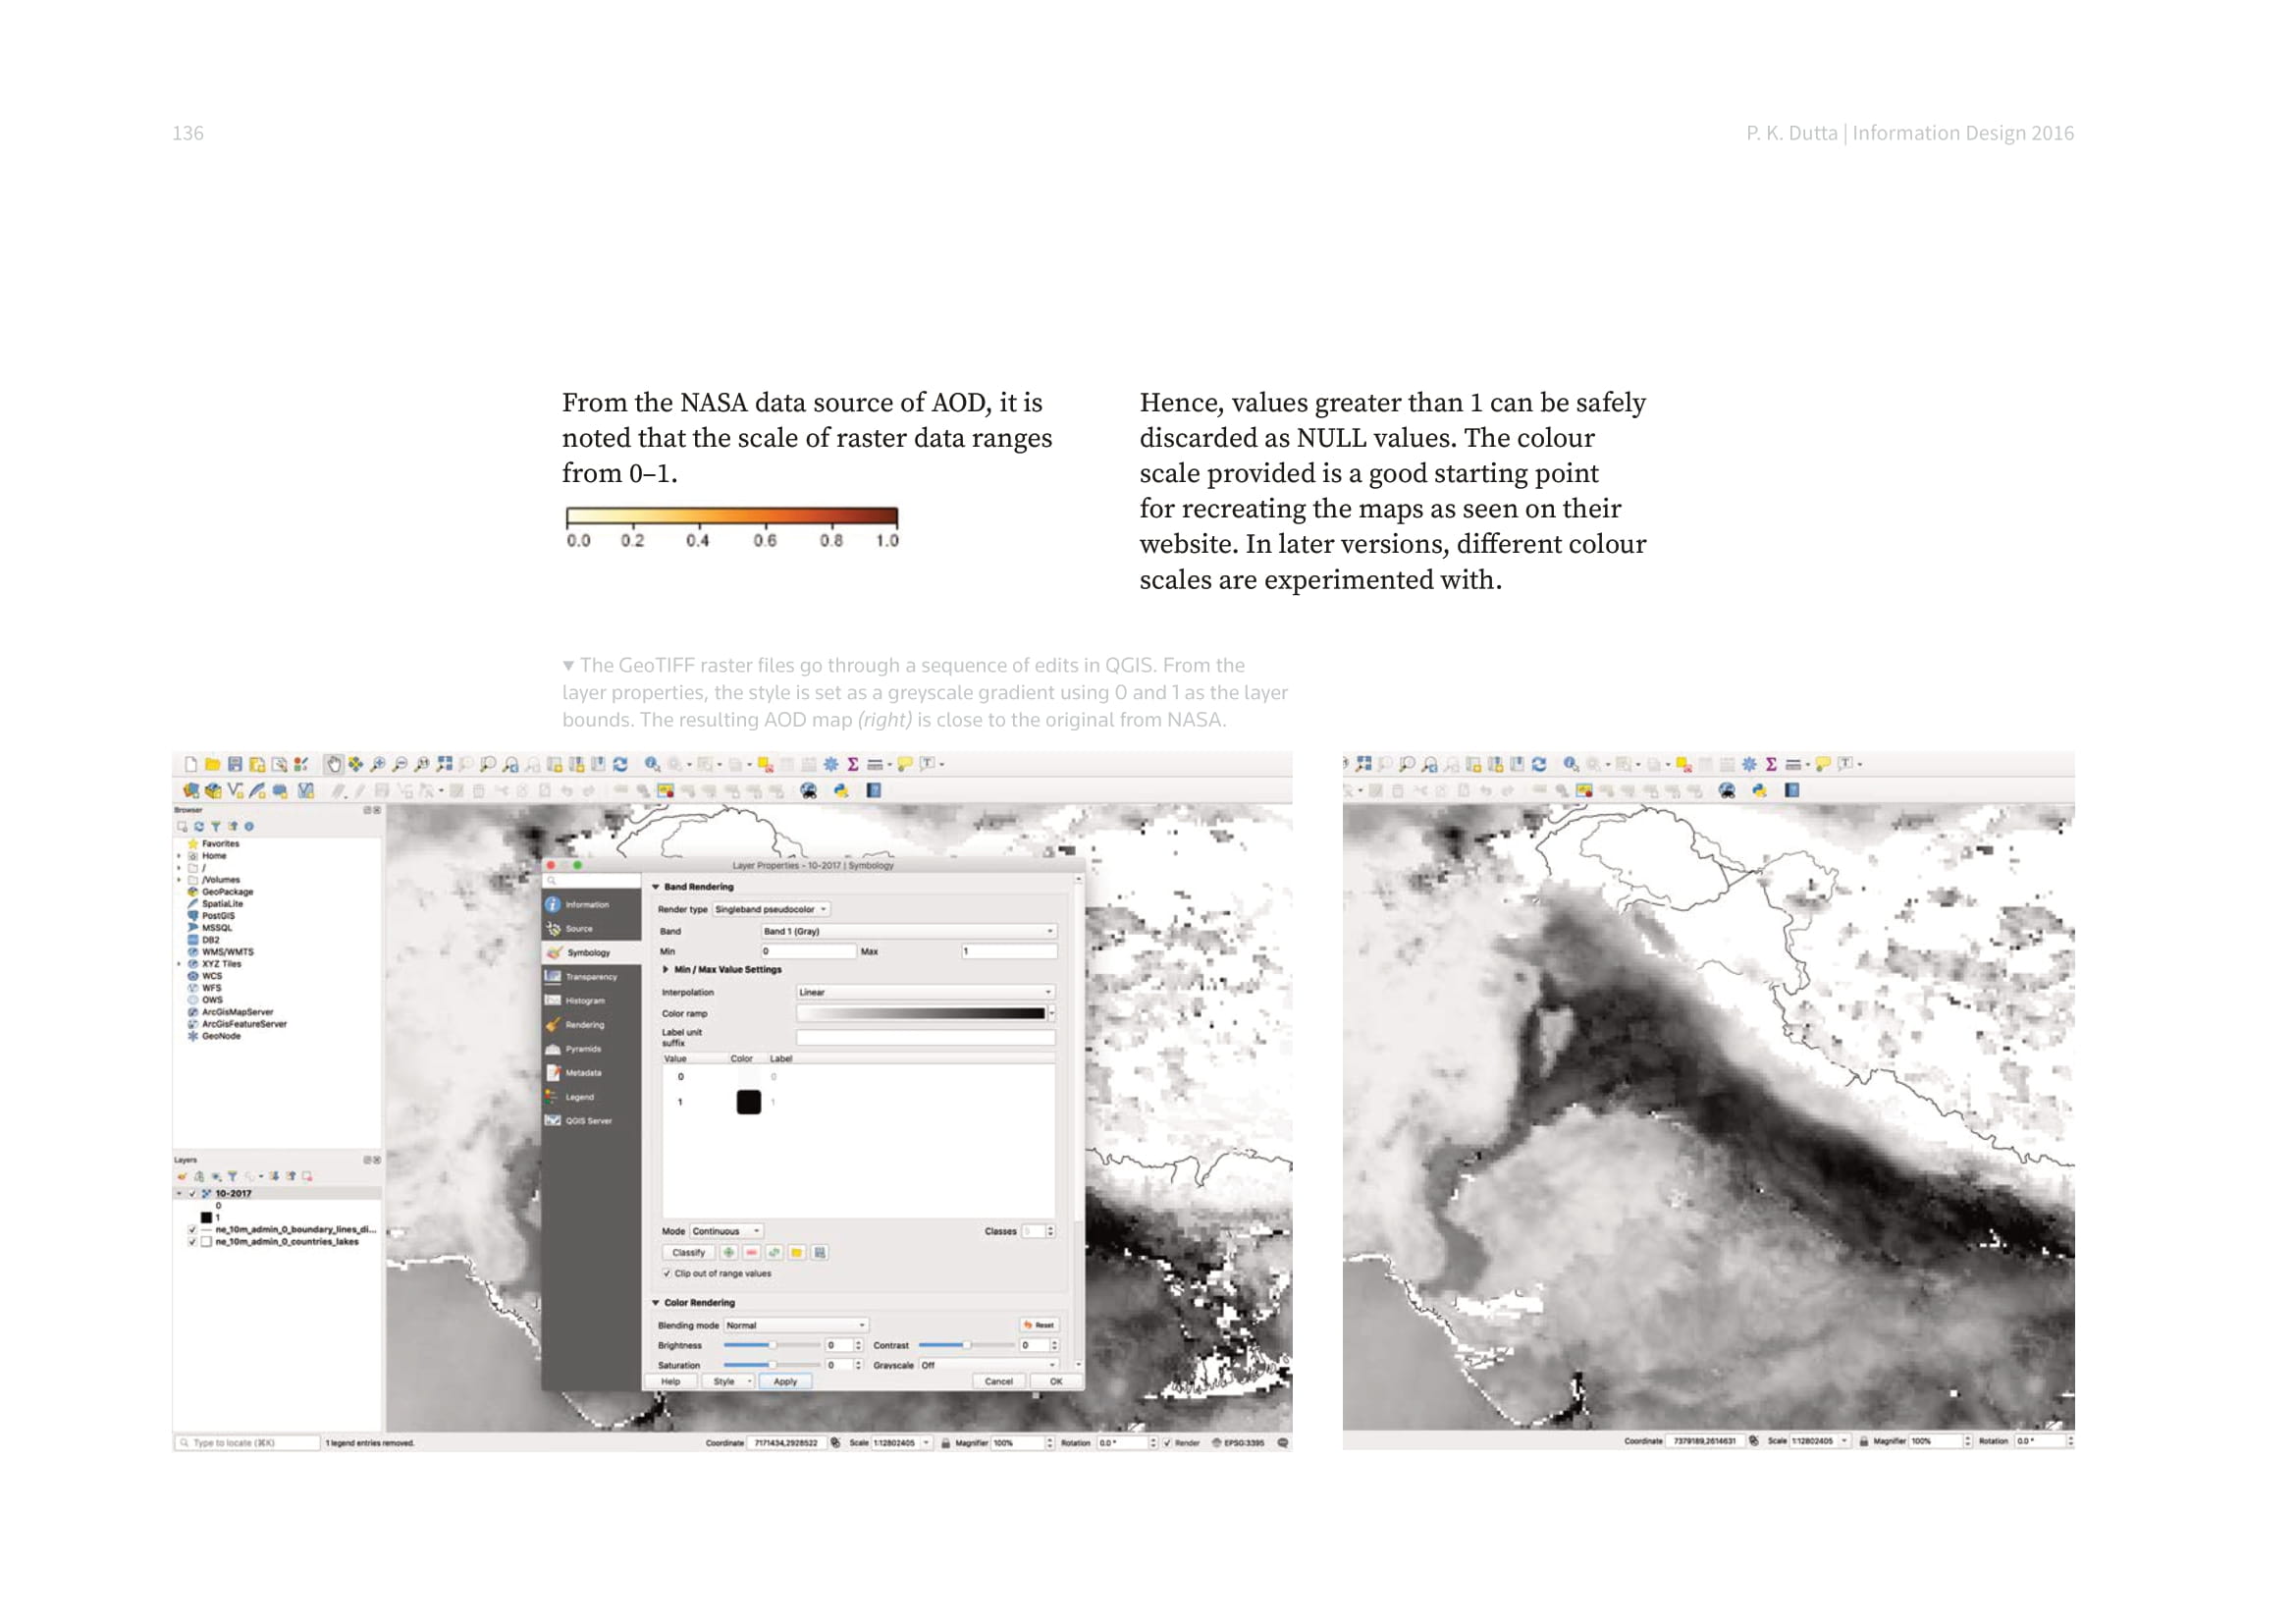 136
P. K. Dutta | Information Design 2016
From the NASA data source of AOD, it is
noted that the scale of raster data ranges
from 0–1.
0.0 0.2 0.4 0.6 0.8 1.0
Hence, values greater than 1 can be safely
discarded as NULL values. The colour
scale provided is a good starting point
for recreating the maps as seen on their
website. In later versions, different colour
scales are experimented with.
▼ The GeoTIFF raster files go through a sequence of edits in QGIS. From the
layer properties, the style is set as a greyscale gradient using 0 and 1 as the layer
bounds. The resulting AOD map (right) is close to the original from NASA.
Browser
Favorites
Home
/
/Volumes
GeoPackage
SpatiaLite
PostGIS
MSSQL
DB2
WMS/WMTS
XYZ Tiles
WCS
WFS
OWS
ArcGisMapServer
ArcGisFeatureServer
GeoNode
Layers
10-2017
0
1
ne_10m_admin_0_boundary_lines_di...
ne_10m_admin_0_countries_lakes
Layer Properties - 10-2017 | Symbology
Information
Source
Symbology
Transparency
Histogram
Rendering
Pyramids
Metadata
Legend
QGIS Server
Band Rendering
Render type Singleband pseudocolor
Band Band 1 (Gray)
Min 0 Max 1
Min / Max Value Settings
Interpolation Linear
Color ramp
Label unit
suffix
Value Color Label
0 0
1 1
Mode Continuous Classes
Classify
Clip out of range values
Color Rendering
Blending mode Normal Reset
Brightness 0 Contrast 0
Saturation 0 Grayscale Off
Help Style Apply Cancel OK
Type to locate (⌘K) 1 legend entries removed. Coordinate 7171434,2928522 Scale 1:12802405 Magnifier 100% Rotation 0.0 ° Render EPSG:3395
Coordinate 7379189,2614631 Scale 1:12802405 Magnifier 100% Rotation 0.0 °